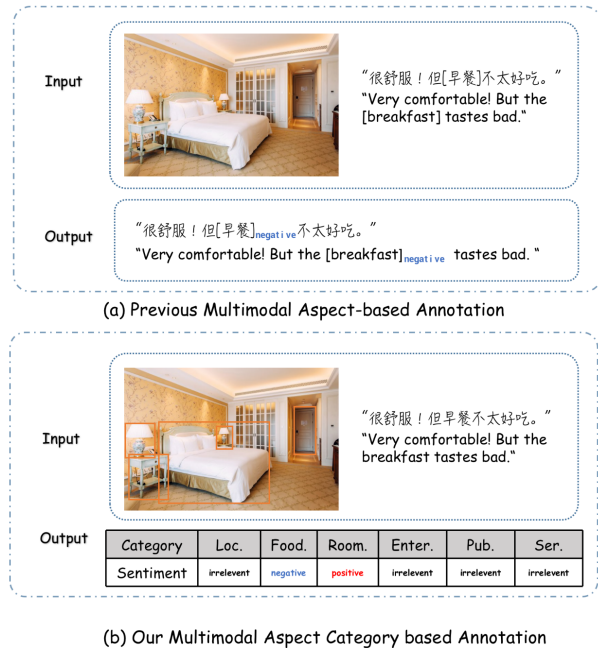 Input
"很舒服！但[早餐]不太好吃。"
"Very comfortable! But the
[breakfast] tastes bad."
Output
"很舒服！但[早餐]negative不太好吃。"
"Very comfortable! But the [breakfast]negative tastes bad. "
(a) Previous Multimodal Aspect-based Annotation
Input
"很舒服！但早餐不太好吃。"
"Very comfortable! But the
breakfast tastes bad."
Output
Category Loc. Food. Room. Enter. Pub. Ser.
Sentiment irrelevent negative positive irrelevent irrelevent irrelevent
(b) Our Multimodal Aspect Category based Annotation